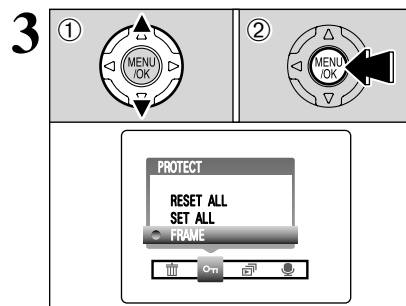 3
① ②
MENU
/OK
MENU
/OK
PROTECT
RESET ALL
SET ALL
FRAME